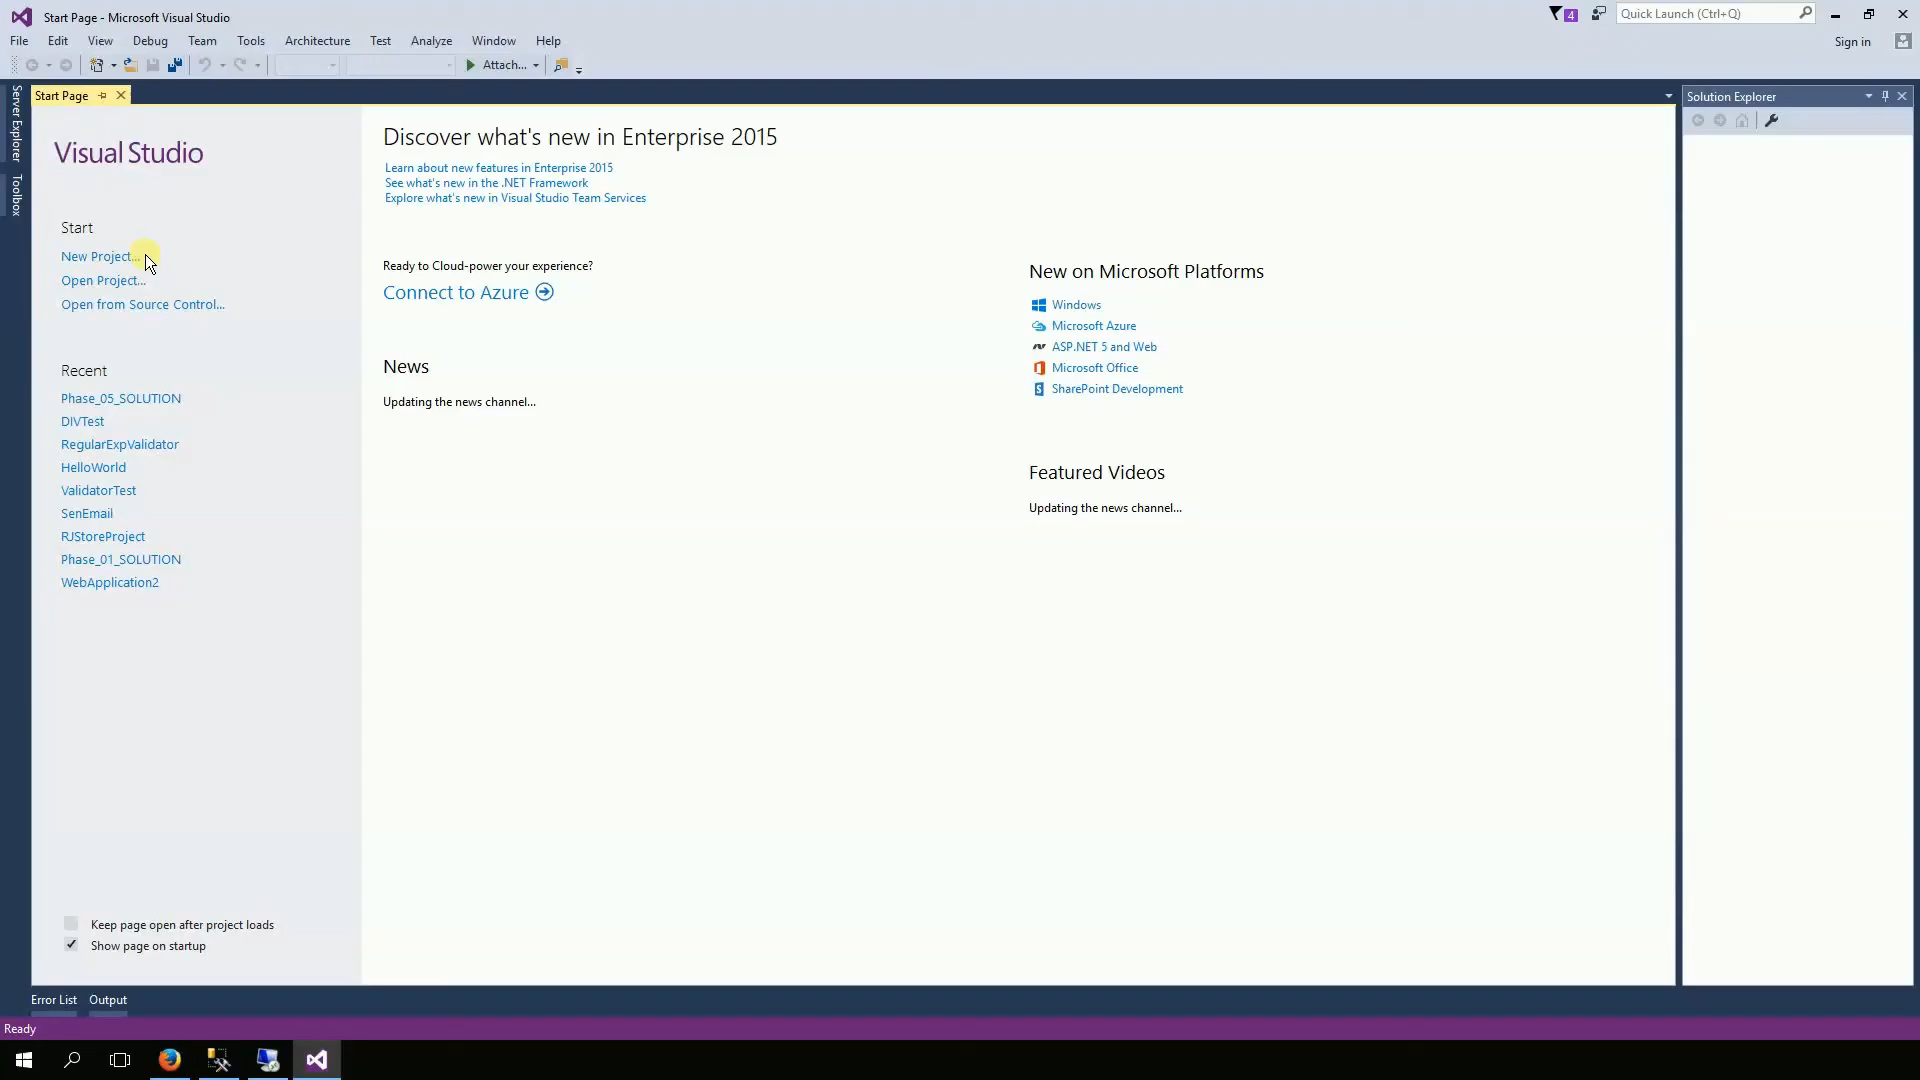 Start Page - Microsoft Visual Studio
4
Quick Launch (Ctrl+Q)
File Edit View Debug Team Tools Architecture Test Analyze Window Help
Sign in
Attach...
Server Explorer
Toolbox
Start Page
Solution Explorer
Visual Studio
Start
New Project...
Open Project...
Open from Source Control...
Recent
Phase_05_SOLUTION
DIVTest
RegularExpValidator
HelloWorld
ValidatorTest
SenEmail
RJStoreProject
Phase_01_SOLUTION
WebApplication2
Keep page open after project loads
Show page on startup
Discover what's new in Enterprise 2015
Learn about new features in Enterprise 2015
See what's new in the .NET Framework
Explore what's new in Visual Studio Team Services
Ready to Cloud-power your experience?
Connect to Azure
News
Updating the news channel...
New on Microsoft Platforms
Windows
Microsoft Azure
ASP.NET 5 and Web
Microsoft Office
SharePoint Development
Featured Videos
Updating the news channel...
Error List Output
Ready